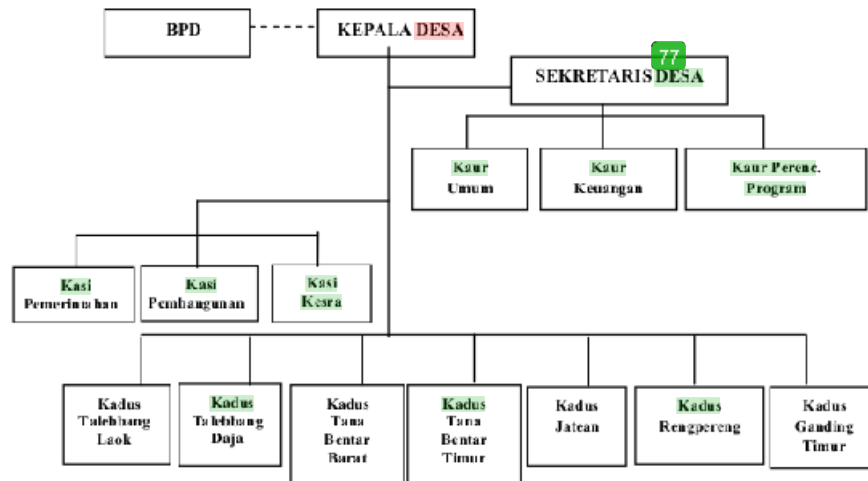 BPD
KEPALA DESA
77
SEKRETARIS DESA
Kaur
Umum
Kaur
Keuangan
Kaur Perenc.
Program
Kasi
Pemerintahan
Kasi
Pembangunan
Kasi
Kesra
Kadus
Talebbang
Laok
Kadus
Talebbang
Daja
Kadus
Tana
Bentar
Barat
Kadus
Tana
Bentar
Timur
Kadus
Jatean
Kadus
Rengpereng
Kadus
Ganding
Timur